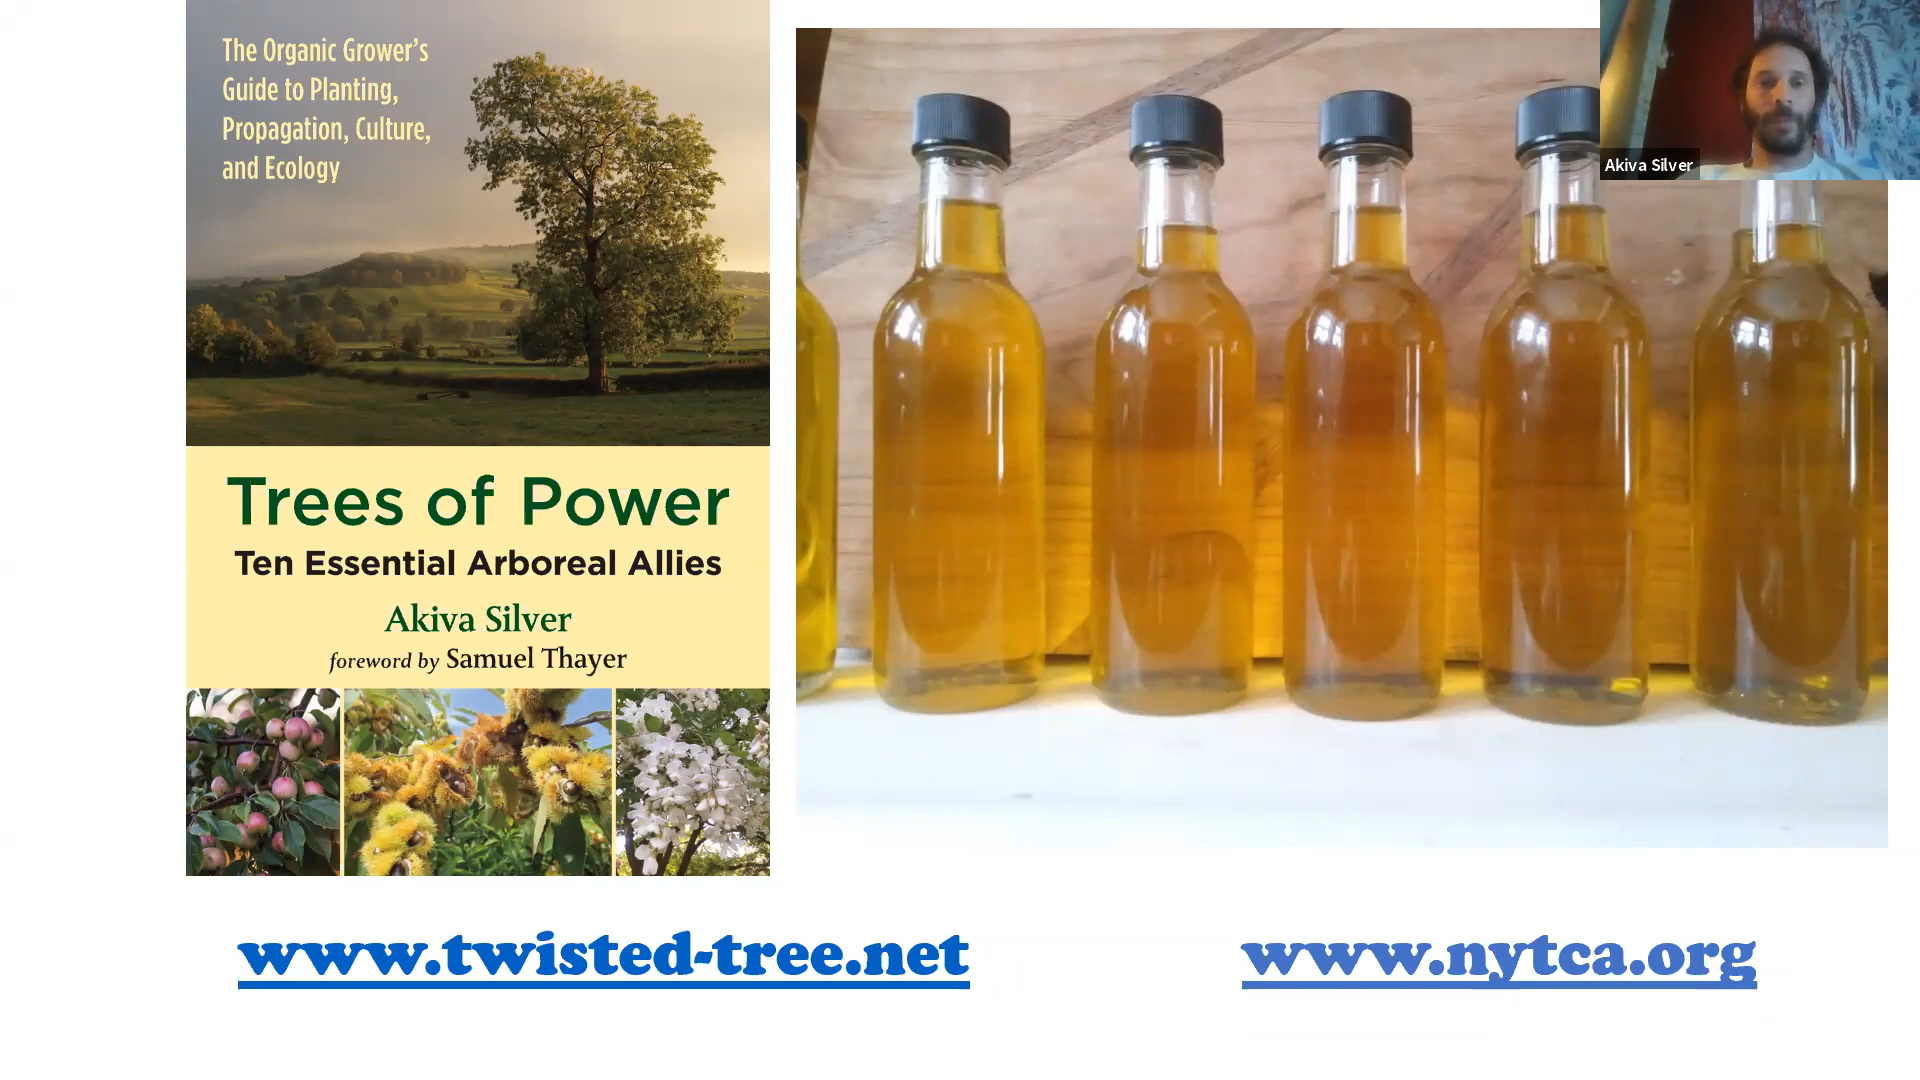 The Organic Grower's
Guide to Planting,
Propagation, Culture,
and Ecology
Trees of Power
Ten Essential Arboreal Allies
Akiva Silver
foreword by Samuel Thayer
Akiva Silver
www.twisted-tree.net
www.nytca.org